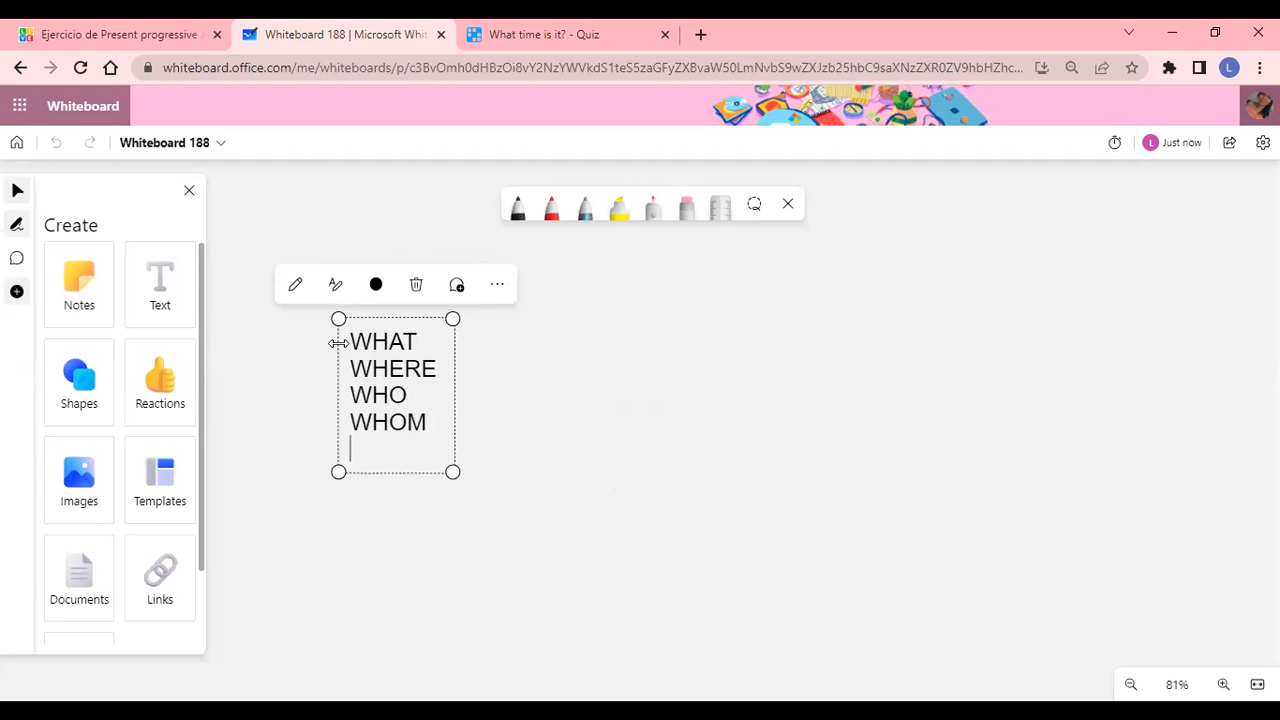 Ejercicio de Present progressive
Whiteboard 188 | Microsoft Whit
What time is it? - Quiz
whiteboard.office.com/me/whiteboards/p/c3BvOmh0dHBzOi8vY2NzYWVkdS1teS5zaGFyZXBvaW50LmNvbS9wZXJzb25hbC9saXNzZXR0ZV9hbHZhc...
L
Whiteboard
Whiteboard 188
L Just now
Create
Notes
Text
Shapes
Reactions
Images
Templates
Documents
Links
WHAT
WHERE
WHO
WHOM
81%